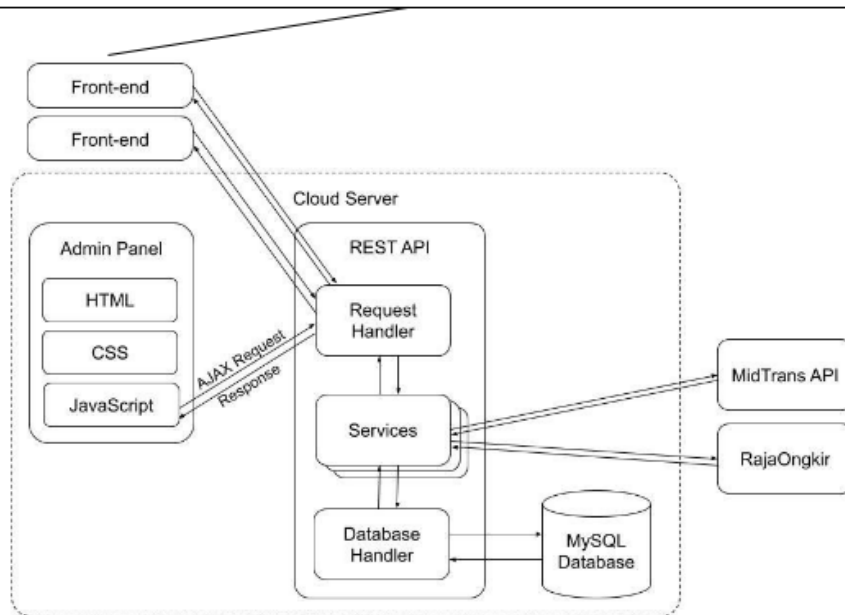 Front-end
Front-end
Cloud Server
Admin Panel
HTML
CSS
JavaScript
AJAX Request
Response
REST API
Request
Handler
Services
Database
Handler
MySQL
Database
MidTrans API
RajaOngkir